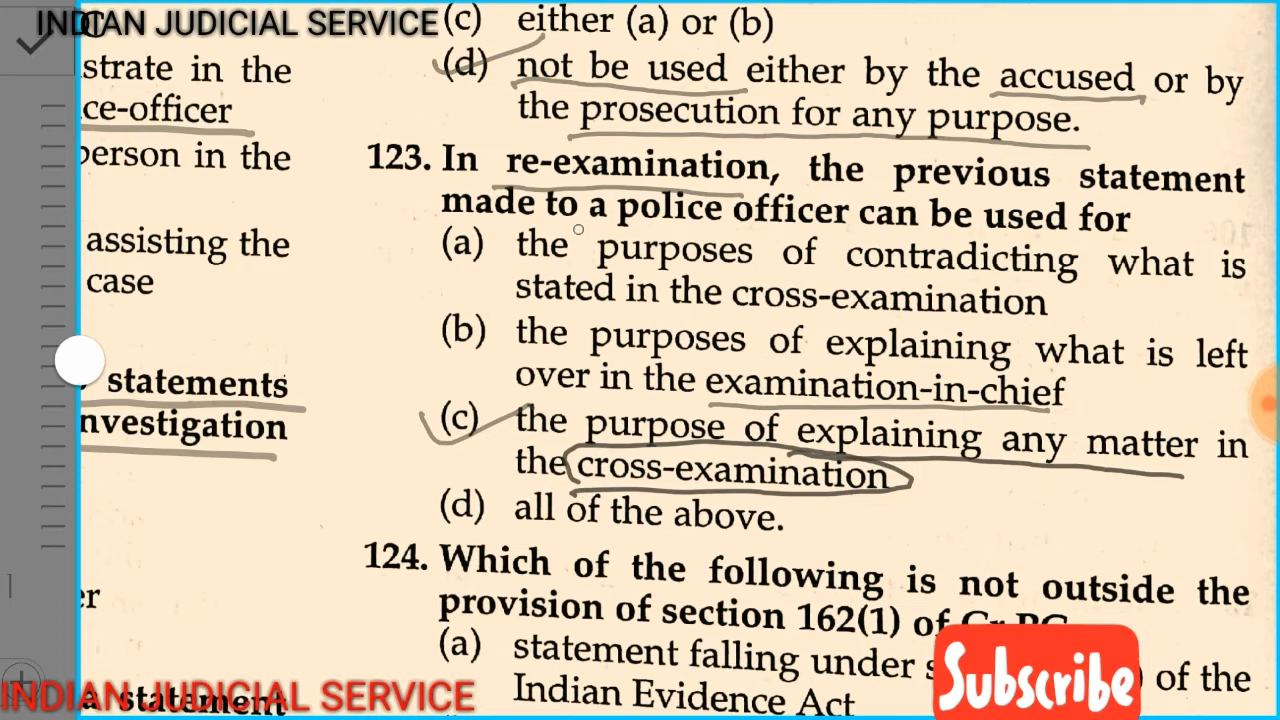 INDIAN JUDICIAL SERVICE
strate in the
ce-officer
person in the
assisting the
case
statements
nvestigation
er
a statement
(c) either (a) or (b)
(d) not be used either by the accused or by
the prosecution for any purpose.
123. In re-examination, the previous statement
made to a police officer can be used for
(a) the purposes of contradicting what is
stated in the cross-examination
(b) the purposes of explaining what is left
over in the examination-in-chief
(c) the purpose of explaining any matter in
the cross-examination
(d) all of the above.
124. Which of the following is not outside the
provision of section 162(1) of Cr PC
(a) statement falling under of the
Indian Evidence Act
Subscribe
INDIAN JUDICIAL SERVICE